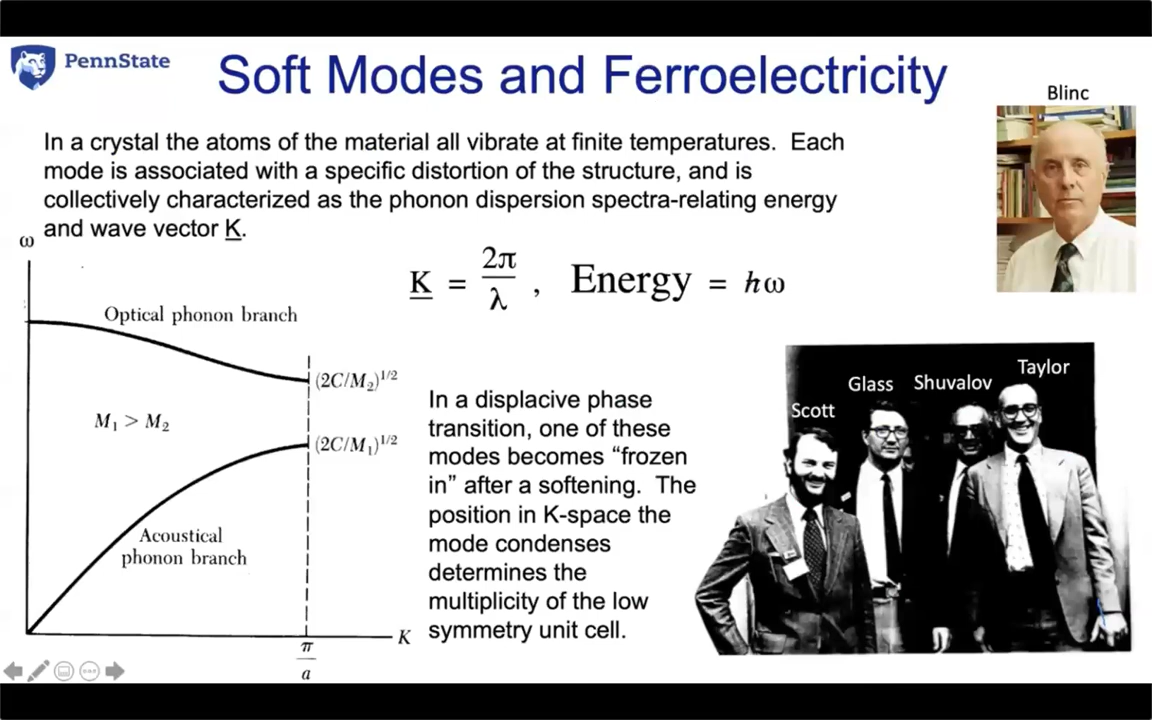 PennState
Soft Modes and Ferroelectricity
Blinc
In a crystal the atoms of the material all vibrate at finite temperatures. Each
mode is associated with a specific distortion of the structure, and is
collectively characterized as the phonon dispersion spectra-relating energy
and wave vector K.
K = 2π/λ , Energy = hω
ω
Optical phonon branch
(2C/M₂)^1/2
M₁ > M₂
(2C/M₁)^1/2
Acoustical
phonon branch
K
π
a
In a displacive phase
transition, one of these
modes becomes “frozen
in” after a softening. The
position in K-space the
mode condenses
determines the
multiplicity of the low
symmetry unit cell.
Scott
Glass
Shuvalov
Taylor